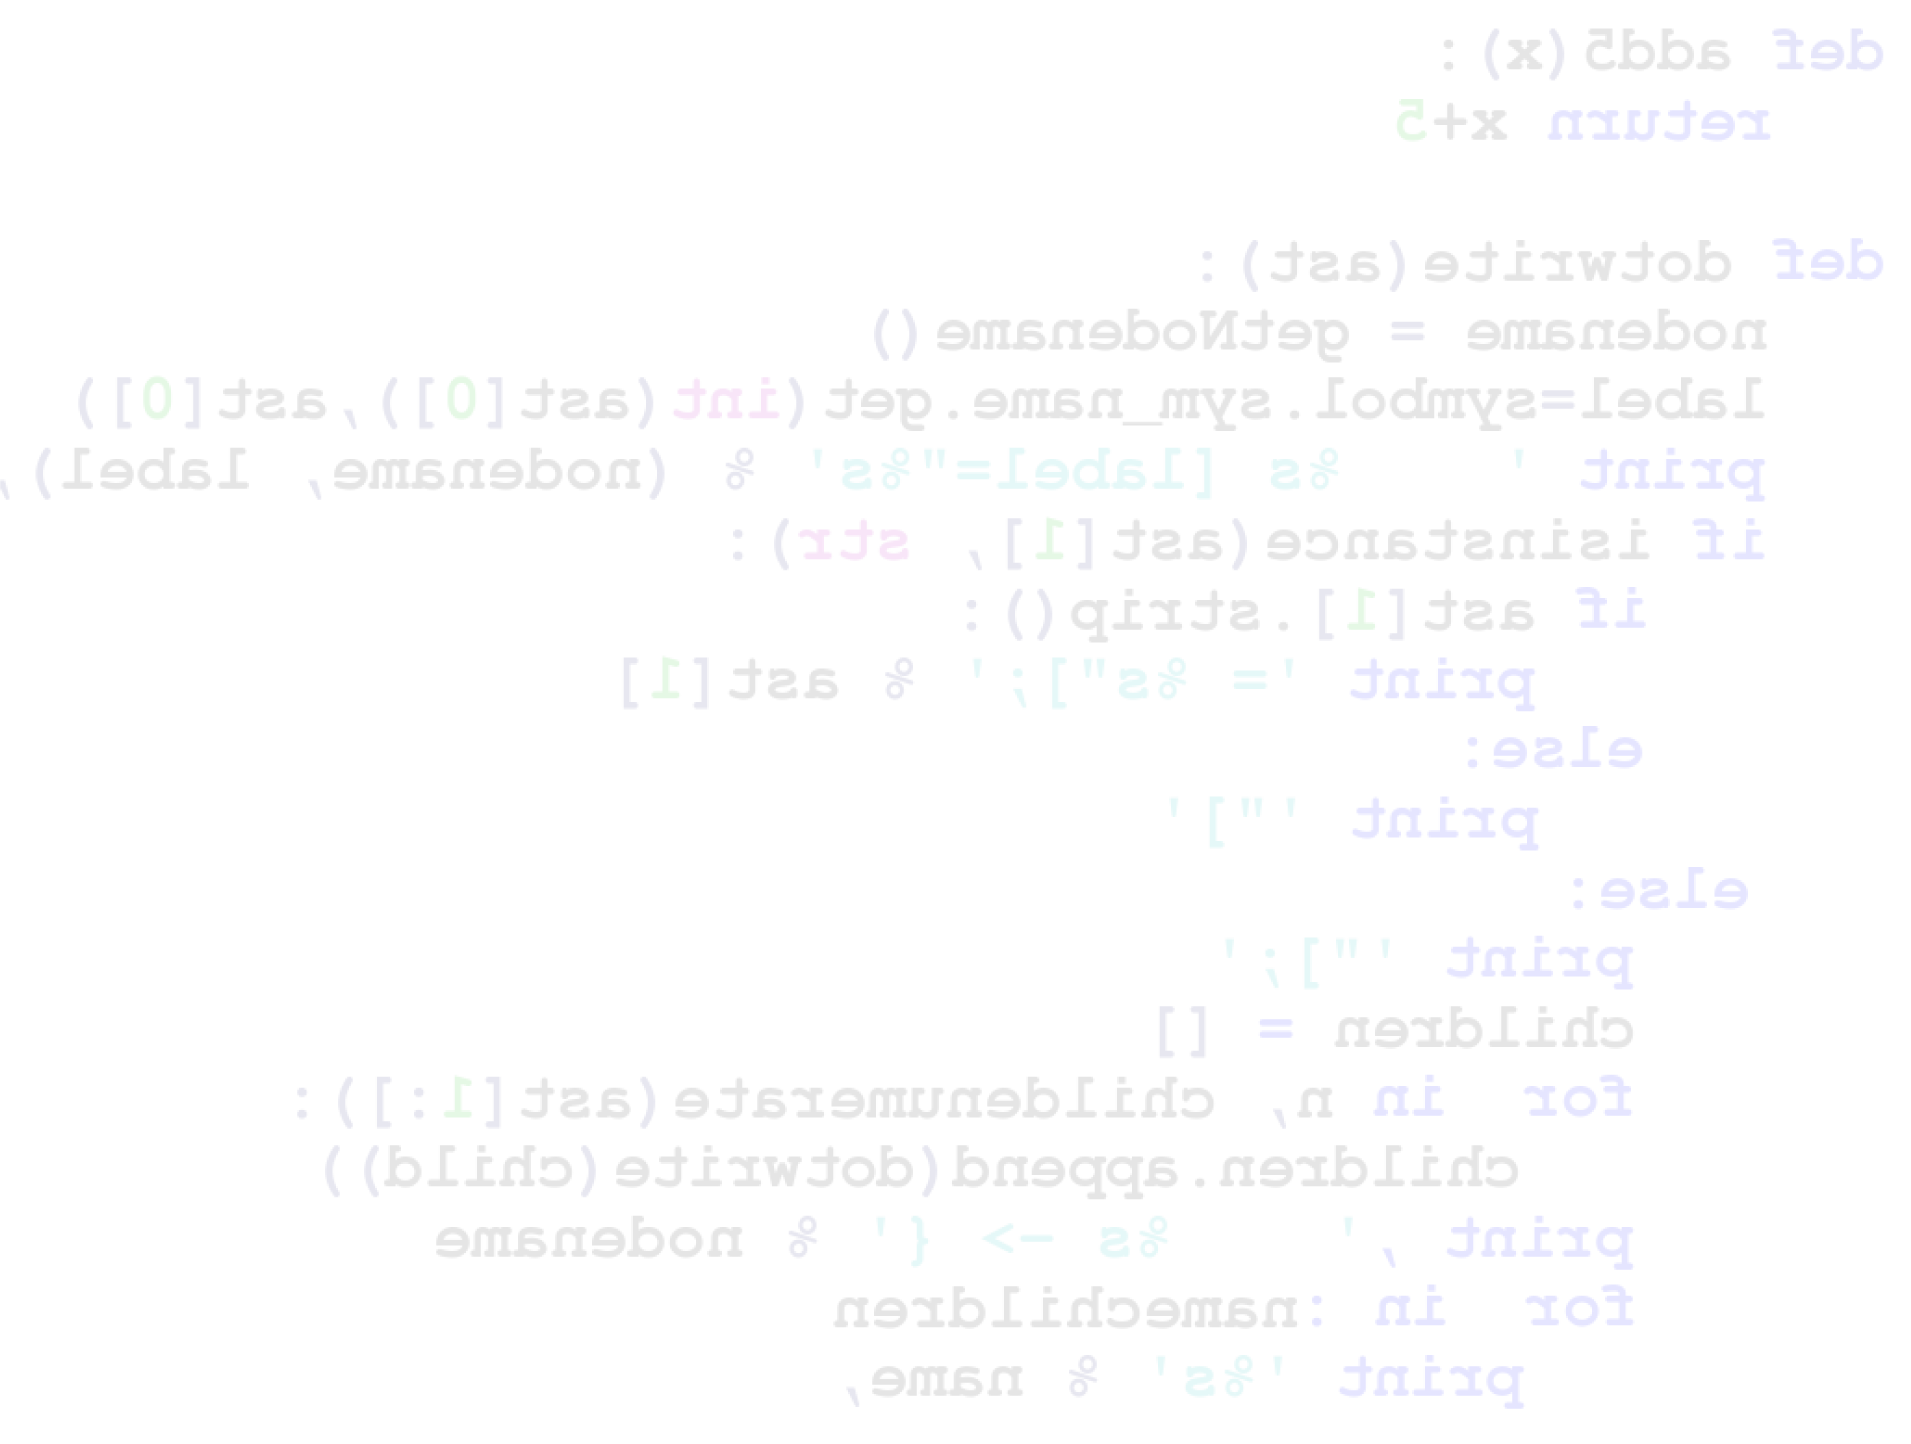 def add5(x):
    return x+5

def dotwrite(ast):
    nodename = getNodename()
    label=symbol.sym_name.get(int(ast[0]),ast[0])
    print '    %s [label="%s' % (nodename, label),
    if isinstance(ast[1], str):
        if ast[1].strip():
            print '= %s"];' % ast[1]
        else:
            print '"]'
    else:
        print '"];'
        children = []
        for  in n, childenumerate(ast[1:]):
            children.append(dotwrite(child))
        print ,'    %s -> {' % nodename
        for  in :namechildren
            print '%s' % name,